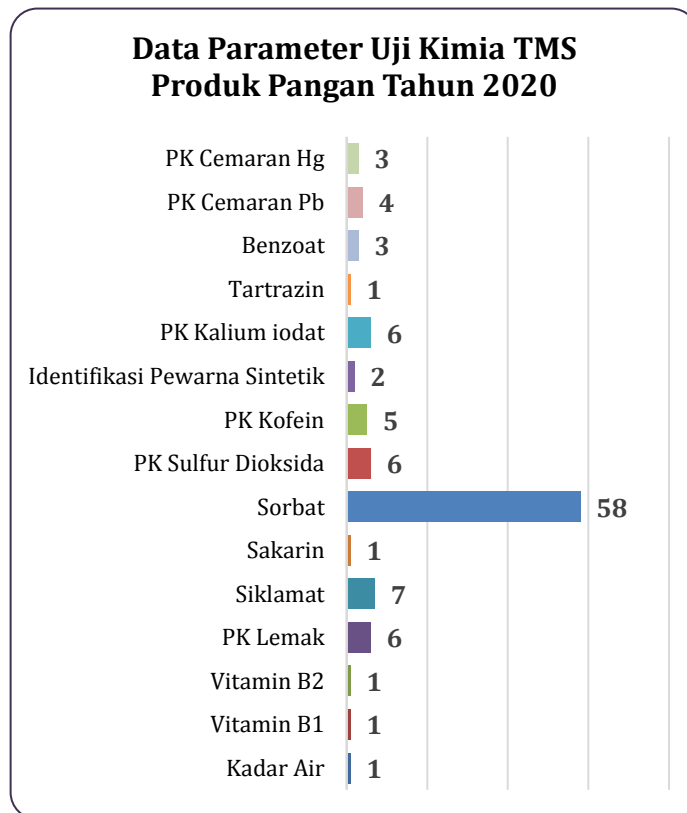 Data Parameter Uji Kimia TMS
Produk Pangan Tahun 2020
PK Cemaran Hg 3
PK Cemaran Pb 4
Benzoat 3
Tartrazin 1
PK Kalium iodat 6
Identifikasi Pewarna Sintetik 2
PK Kofein 5
PK Sulfur Dioksida 6
Sorbat 58
Sakarin 1
Siklamat 7
PK Lemak 6
Vitamin B2 1
Vitamin B1 1
Kadar Air 1